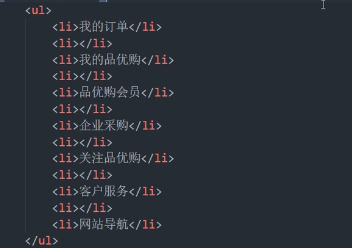 <ul>
<li>我的订单</li>
<li></li>
<li>我的品优购</li>
<li></li>
<li>品优购会员</li>
<li></li>
<li>企业采购</li>
<li></li>
<li>关注品优购</li>
<li></li>
<li>客户服务</li>
<li></li>
<li>网站导航</li>
</ul>